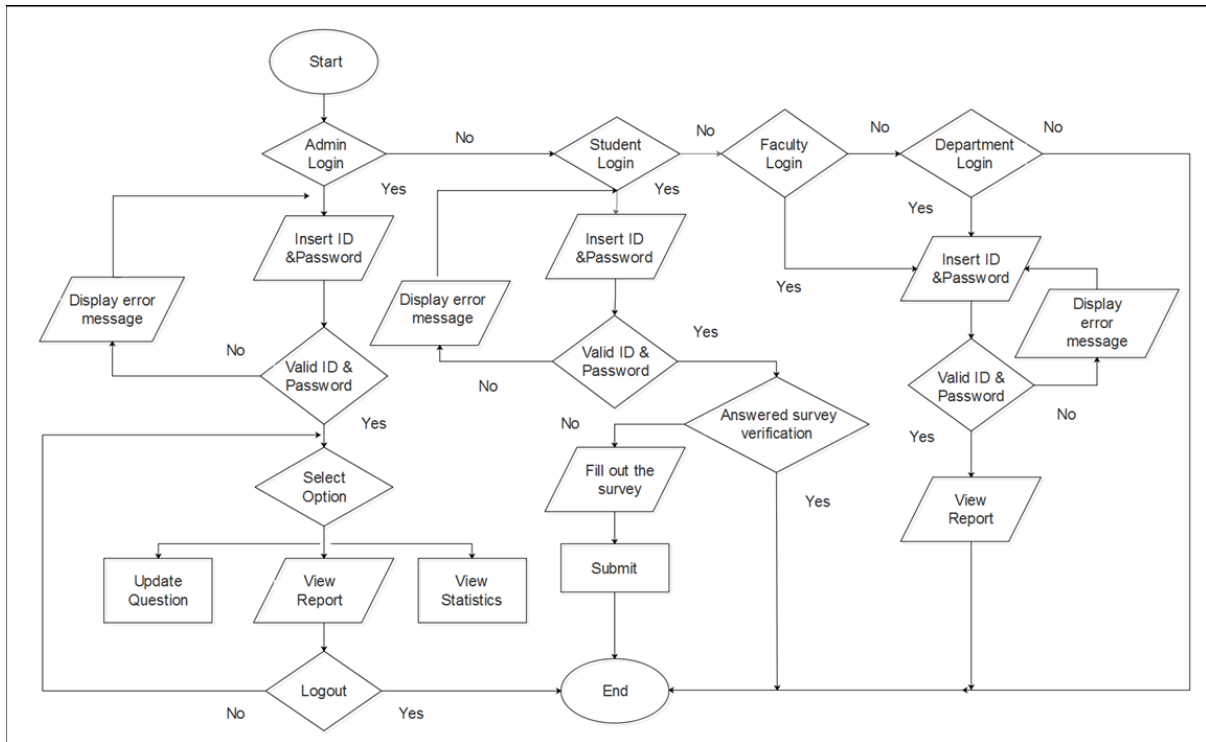 Start
Admin
Login
No
Student
Login
No
Faculty
Login
No
Department
Login
No
Yes
Yes
Yes
Insert ID
&Password
Insert ID
&Password
Insert ID
&Password
Yes
Display error
message
Display error
message
Display
error
message
Yes
No
Valid ID &
Password
Valid ID &
Password
No
Valid ID &
Password
No
Yes
No
Answered survey
verification
Yes
Select
Option
Fill out the
survey
Yes
View
Report
Update
Question
View
Report
View
Statistics
Submit
Logout
No
Yes
End